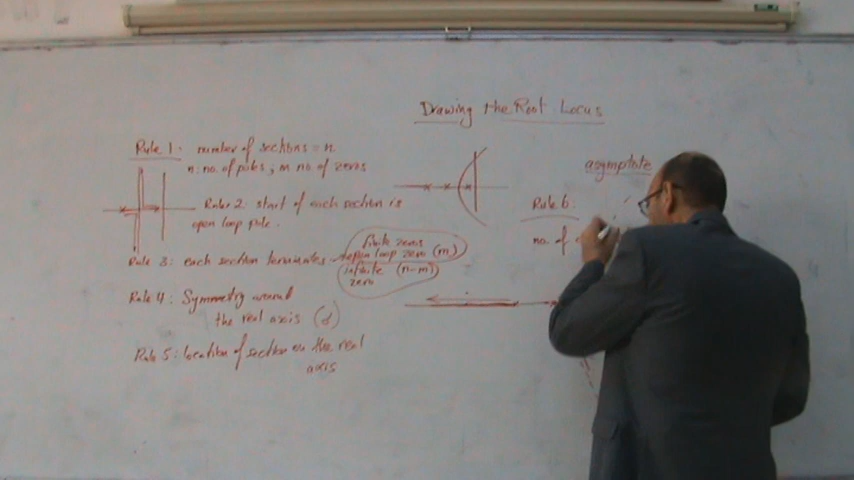 Drawing the Root Locus
Rule 1: number of sections = n
n: no. of poles, m no. of zeros
Rule 2: start of each section is
open loop pole.
Rule 3: each section terminates
finite zeros
open loop zero (m)
infinite (n-m)
zero
Rule 4: Symmetry around
the real axis (σ)
Rule 5: location of section on the real
axis
asymptote
Rule 6:
no. of